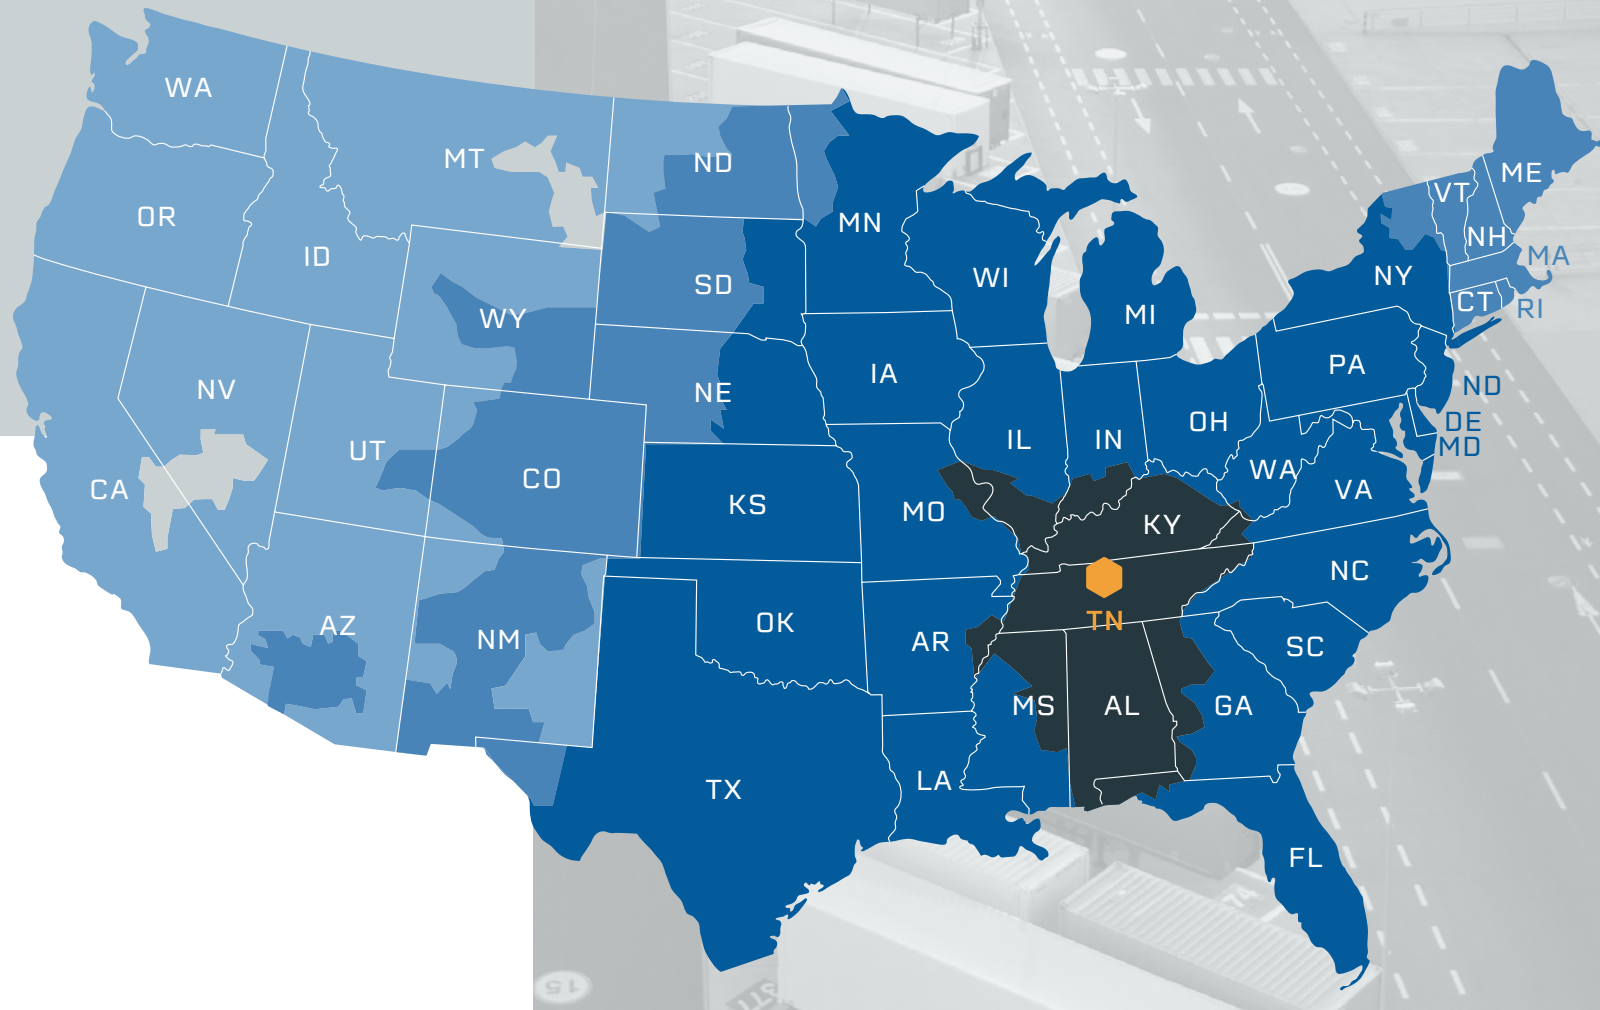 WA
MT
ND
OR
ID
MN
ME
VT
NH
MA
WY
SD
WI
NY
CT
RI
MI
NV
NE
IA
PA
ND
UT
CO
IL
IN
OH
DE
MD
CA
KS
MO
KY
WA
VA
AZ
NM
OK
AR
TN
NC
SC
TX
LA
MS
AL
GA
FL
15